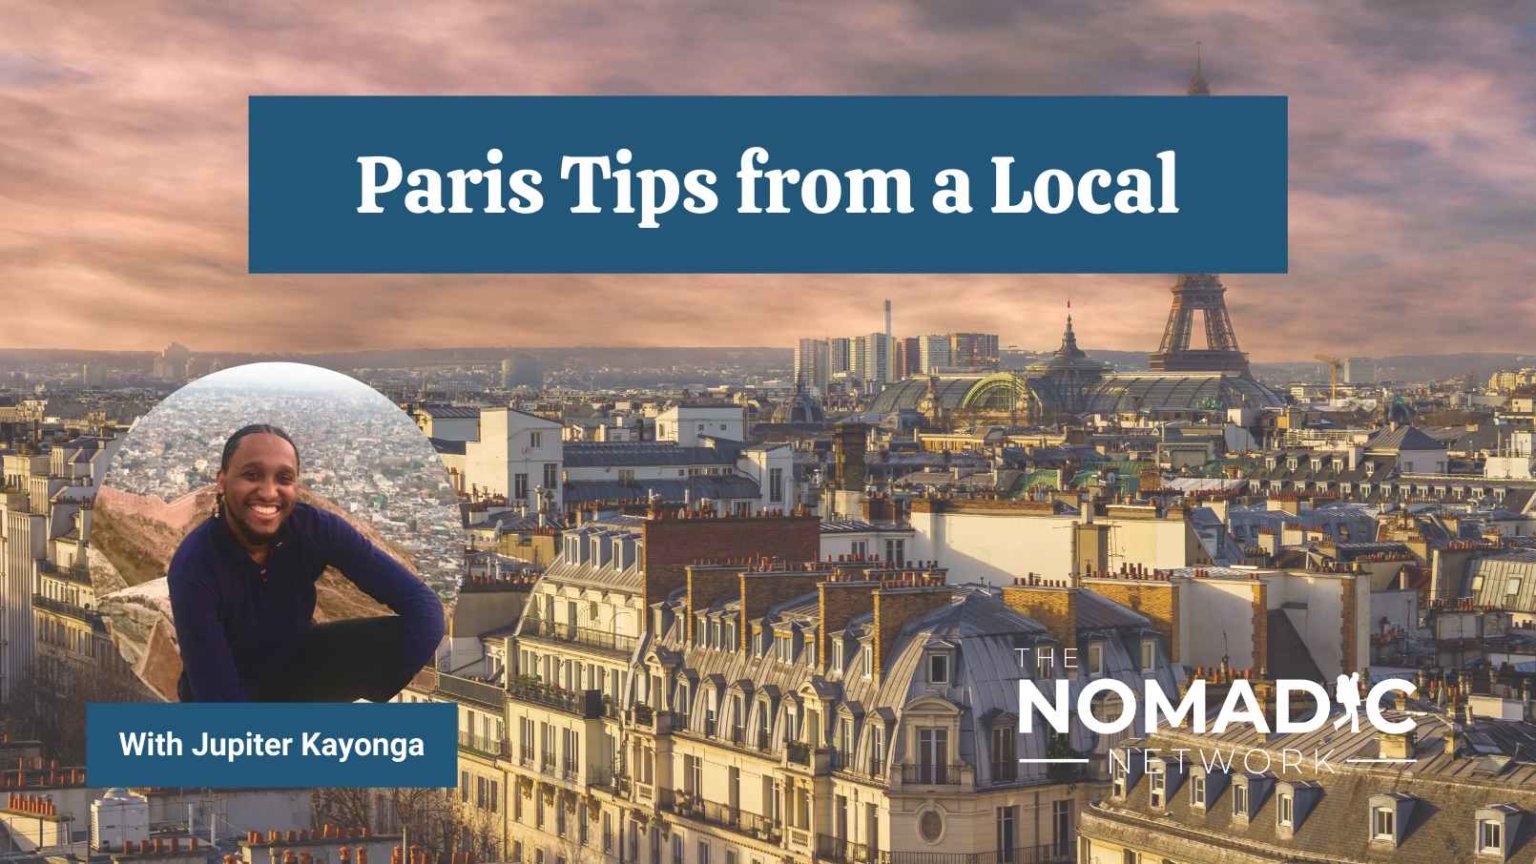 Paris Tips from a Local
With Jupiter Kayonga
THE
NOMADIC
NETWORK